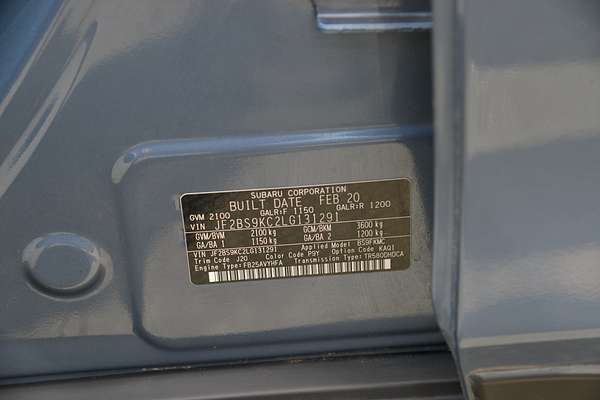 SUBARU CORPORATION
BUILT DATE FEB 20
GVM 2100 GALR:F 1150 GALR:R 1200
VIN JF2BS9KC2LG131291
GVM/BVM 2100 kg GCM/BKM 3600 kg
GA/BA 1 1150 kg GA/BA 2 1200 kg
VIN JF2BS9KC2LG131291 Applied Model BS9FKMC
Trim Code J20 Color Code P9Y Option Code KAQ1
Engine Type: FB25AVYHFA Transmission Type: TR580DHDCA